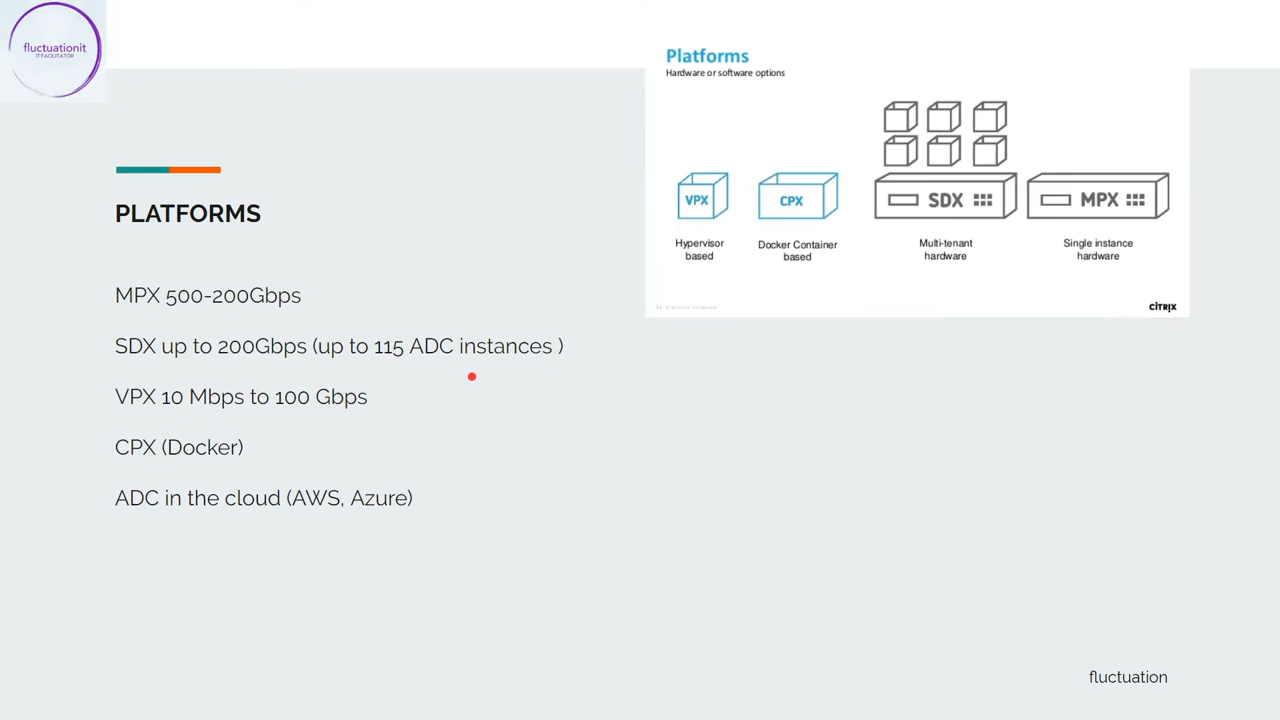 fluctuationit
IT FACILITATOR
Platforms
Hardware or software options
VPX
CPX
SDX
MPX
Hypervisor
based
Docker Container
based
Multi-tenant
hardware
Single instance
hardware
CITRIX
PLATFORMS
MPX 500-200Gbps
SDX up to 200Gbps (up to 115 ADC instances )
VPX 10 Mbps to 100 Gbps
CPX (Docker)
ADC in the cloud (AWS, Azure)
fluctuation